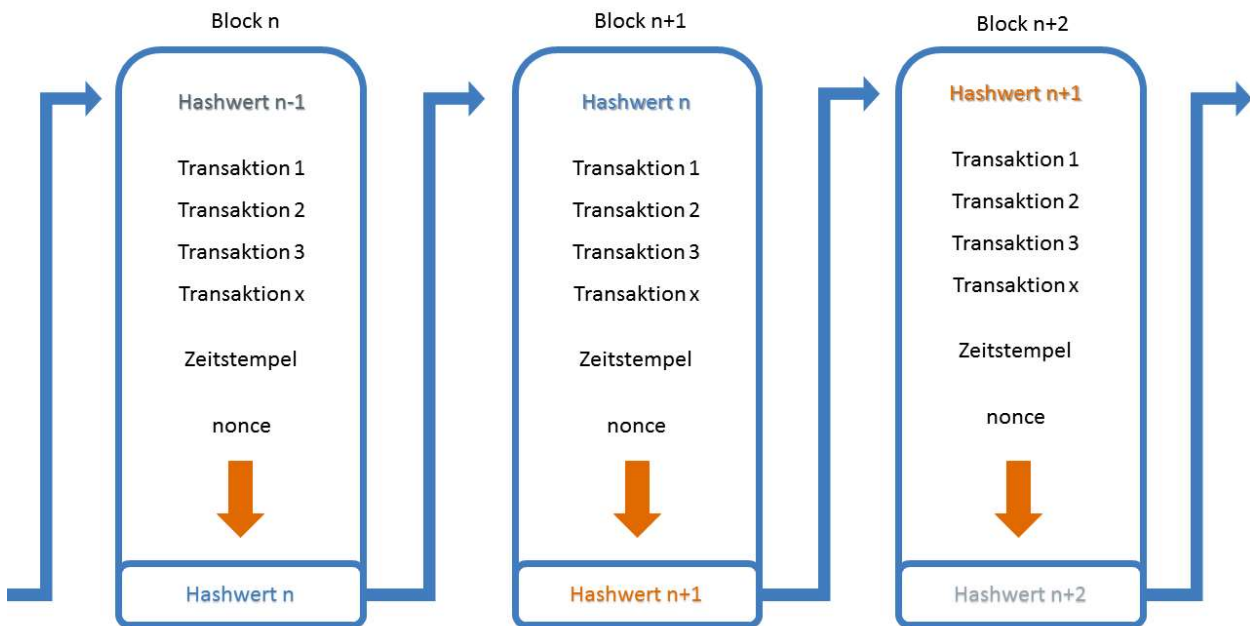 Block n
Hashwert n-1
Transaktion 1
Transaktion 2
Transaktion 3
Transaktion x
Zeitstempel
nonce
Hashwert n
Block n+1
Hashwert n
Transaktion 1
Transaktion 2
Transaktion 3
Transaktion x
Zeitstempel
nonce
Hashwert n+1
Block n+2
Hashwert n+1
Transaktion 1
Transaktion 2
Transaktion 3
Transaktion x
Zeitstempel
nonce
Hashwert n+2